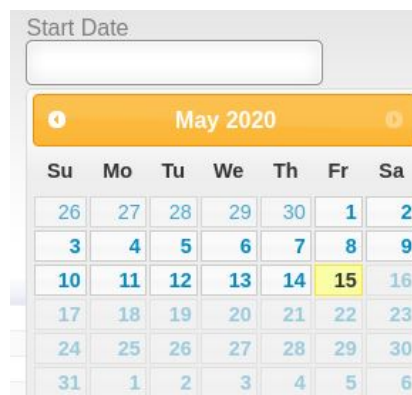 Start Date
May 2020
Su Mo Tu We Th Fr Sa
26 27 28 29 30 1 2
3 4 5 6 7 8 9
10 11 12 13 14 15 16
17 18 19 20 21 22 23
24 25 26 27 28 29 30
31 1 2 3 4 5 6